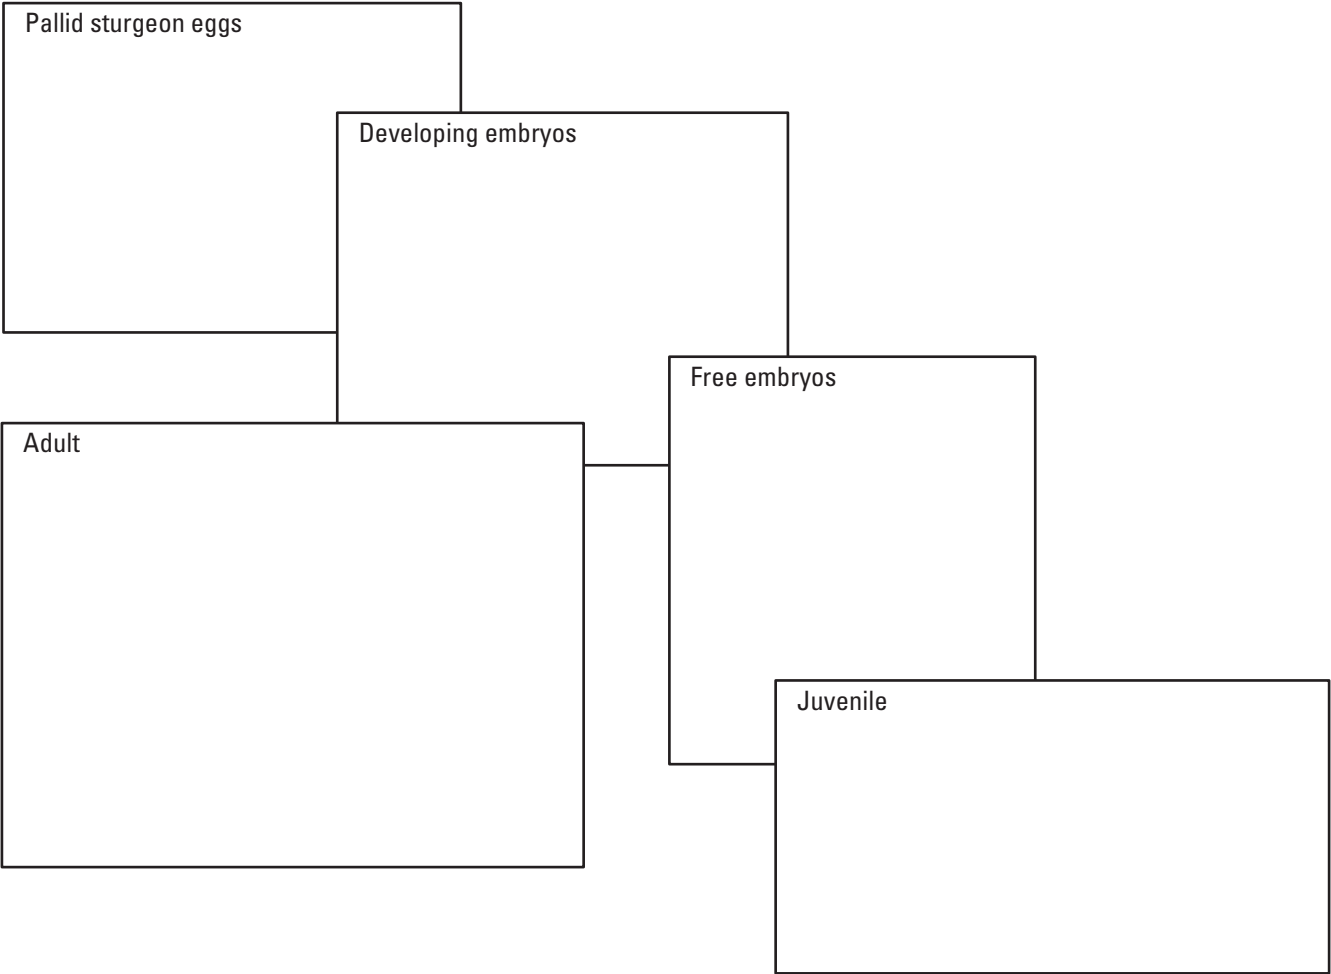 Pallid sturgeon eggs
Developing embryos
Free embryos
Adult
Juvenile